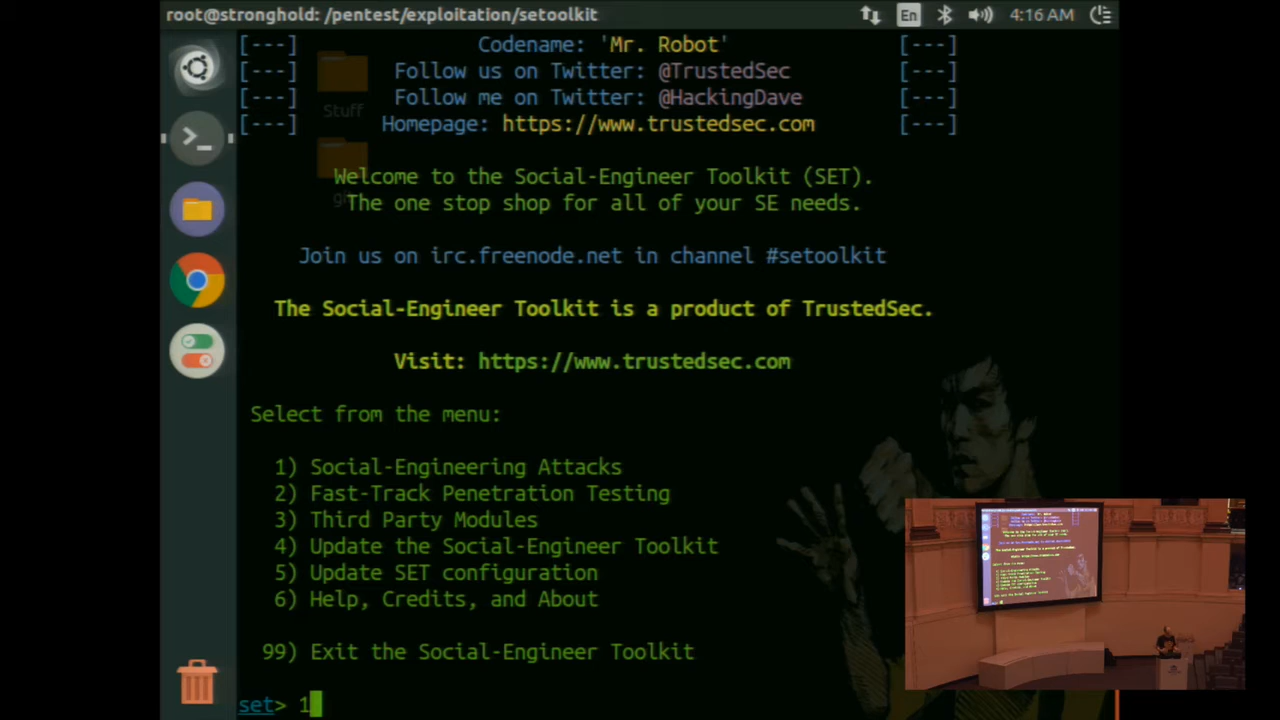 root@stronghold: /pentest/exploitation/setoolkit
En
4:16 AM
[---] Codename: 'Mr. Robot' [---]
[---] Follow us on Twitter: @TrustedSec [---]
[---] Follow me on Twitter: @HackingDave [---]
[---] Homepage: https://www.trustedsec.com [---]
Stuff
Welcome to the Social-Engineer Toolkit (SET).
The one stop shop for all of your SE needs.
Join us on irc.freenode.net in channel #setoolkit
The Social-Engineer Toolkit is a product of TrustedSec.
Visit: https://www.trustedsec.com
Select from the menu:
1) Social-Engineering Attacks
2) Fast-Track Penetration Testing
3) Third Party Modules
4) Update the Social-Engineer Toolkit
5) Update SET configuration
6) Help, Credits, and About
99) Exit the Social-Engineer Toolkit
set> 1